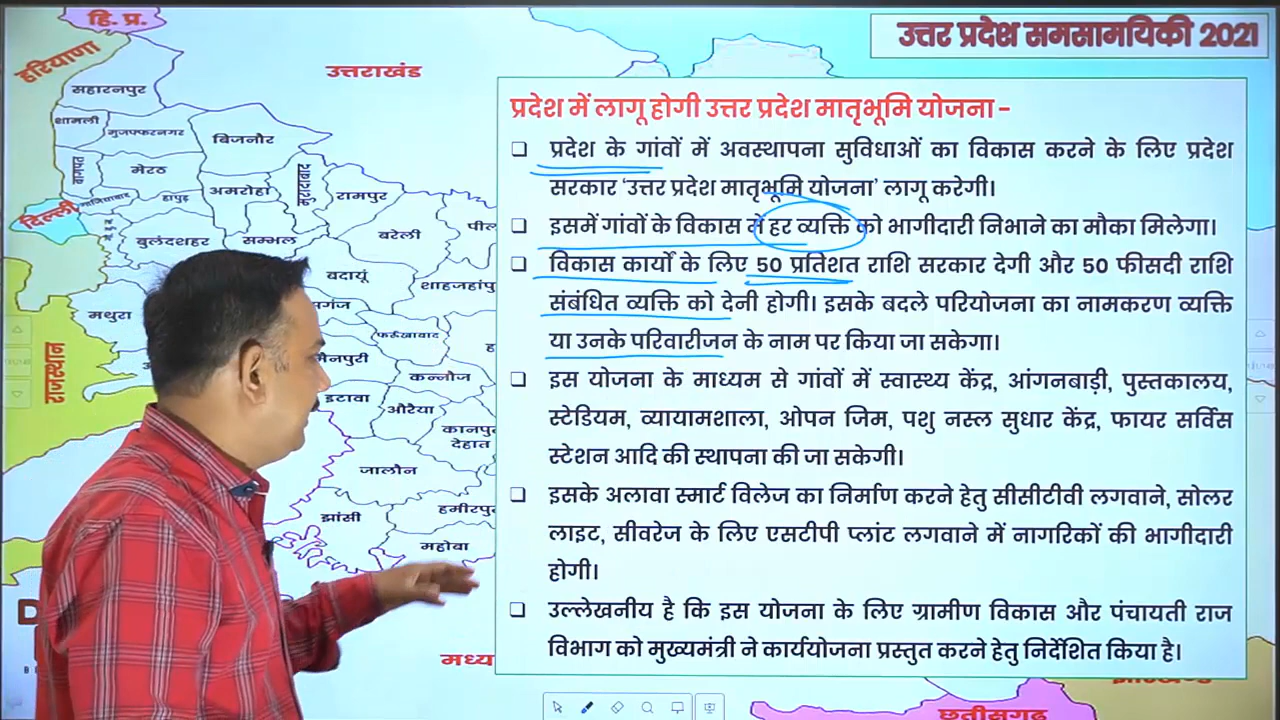 उत्तर प्रदेश समसामयिकी 2021
हि. प्र.
हरियाणा
उत्तराखंड
सहारनपुर
शामली
मुजफ्फरनगर
बिजनौर
बागपत
मेरठ
अमरोहा
मुरादाबाद
रामपुर
दिल्ली
गाजियाबाद
हापुड़
बुलंदशहर
सम्भल
बरेली
पील
बदायूं
शाहजहांपु
मथुरा
सगंज
फर्रुखाबाद
राजस्थान
मैनपुरी
कन्नौज
इटावा
औरैया
कानपु
देहात
जालौन
झांसी
हमीरपु
महोबा
मध्य
छत्तीसगढ़
झारखण्ड
प्रदेश में लागू होगी उत्तर प्रदेश मातृभूमि योजना –
❑ प्रदेश के गांवों में अवस्थापना सुविधाओं का विकास करने के लिए प्रदेश
सरकार ‘उत्तर प्रदेश मातृभूमि योजना’ लागू करेगी।
❑ इसमें गांवों के विकास में हर व्यक्ति को भागीदारी निभाने का मौका मिलेगा।
❑ विकास कार्यों के लिए 50 प्रतिशत राशि सरकार देगी और 50 फीसदी राशि
संबंधित व्यक्ति को देनी होगी। इसके बदले परियोजना का नामकरण व्यक्ति
या उनके परिवारीजन के नाम पर किया जा सकेगा।
❑ इस योजना के माध्यम से गांवों में स्वास्थ्य केंद्र, आंगनबाड़ी, पुस्तकालय,
स्टेडियम, व्यायामशाला, ओपन जिम, पशु नस्ल सुधार केंद्र, फायर सर्विस
स्टेशन आदि की स्थापना की जा सकेगी।
❑ इसके अलावा स्मार्ट विलेज का निर्माण करने हेतु सीसीटीवी लगवाने, सोलर
लाइट, सीवरेज के लिए एसटीपी प्लांट लगवाने में नागरिकों की भागीदारी
होगी।
❑ उल्लेखनीय है कि इस योजना के लिए ग्रामीण विकास और पंचायती राज
विभाग को मुख्यमंत्री ने कार्ययोजना प्रस्तुत करने हेतु निर्देशित किया है।